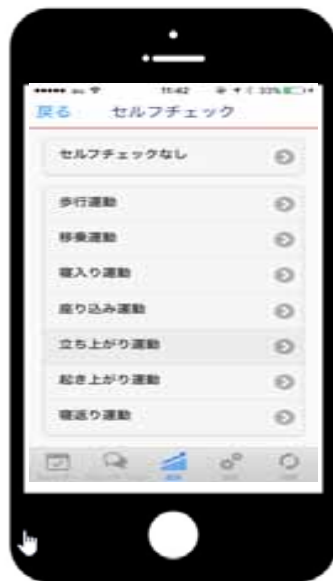 11:42 33%
戻る セルフチェック
セルフチェックなし
歩行運動
移乗運動
寝入り運動
座り込み運動
立ち上がり運動
起き上がり運動
寝返り運動